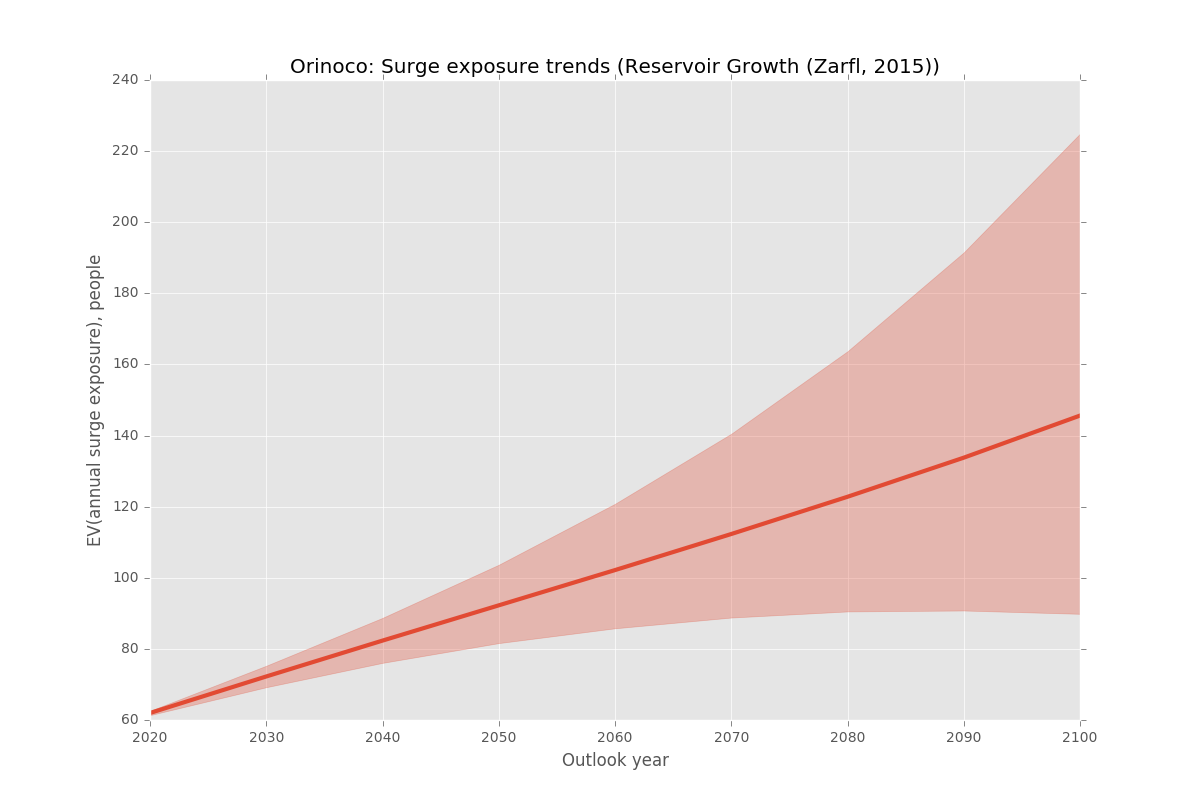 Orinoco: Surge exposure trends (Reservoir Growth (Zarfl, 2015))
240
220
200
180
160
140
120
100
80
60
EV(annual surge exposure), people
2020 2030 2040 2050 2060 2070 2080 2090 2100
Outlook year